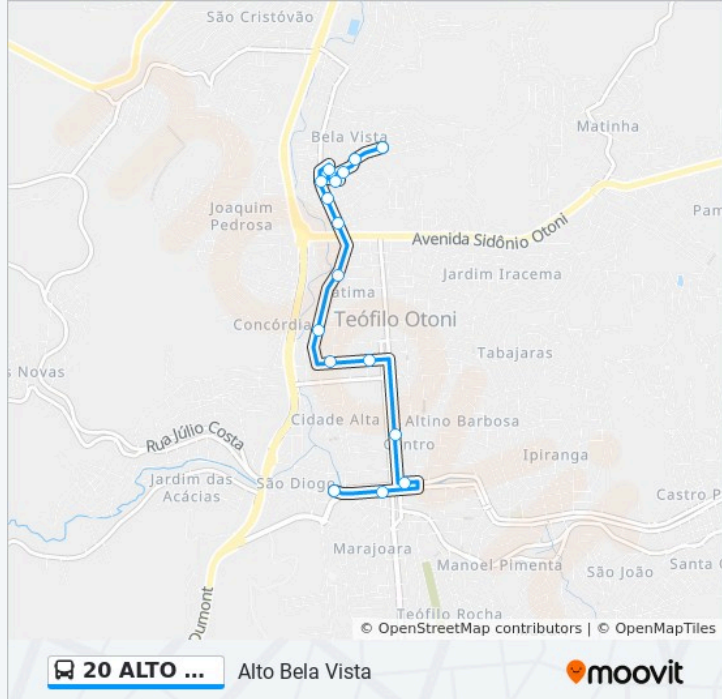 São Cristóvão
Bela Vista
Matinha
Joaquim
Pedrosa
Pam
Avenida Sidônio Otoni
Jardim Iracema
átima
Concórdia
Teófilo Otoni
Tabajaras
s Novas
Cidade Alta
Altino Barbosa
Rua Júlio Costa
Centro
Ipiranga
Jardim das
Acácias
São Diogo
Castro P
Marajoara
Manoel Pimenta
São João
Santa
Dumont
Teófilo Rocha
© OpenStreetMap contributors | © OpenMapTiles
20 ALTO ...
Alto Bela Vista
moovit